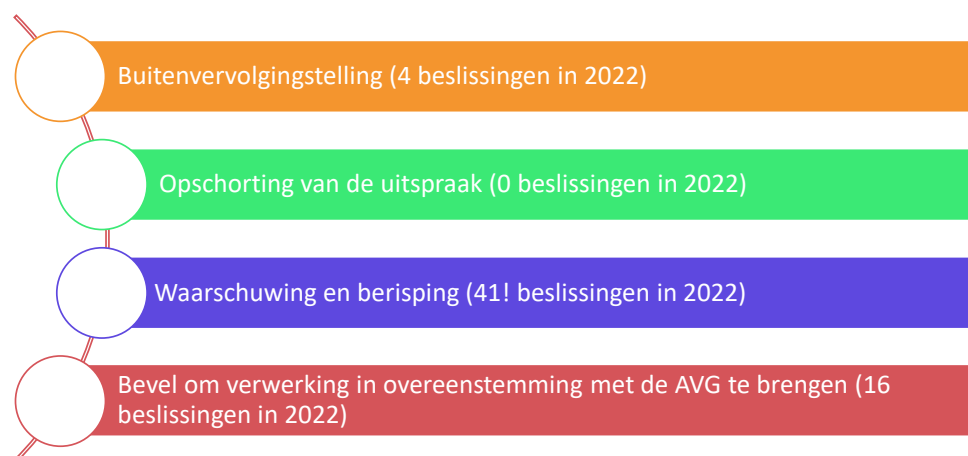 Buitenvervolgingstelling (4 beslissingen in 2022)
Opschorting van de uitspraak (0 beslissingen in 2022)
Waarschuwing en berisping (41! beslissingen in 2022)
Bevel om verwerking in overeenstemming met de AVG te brengen (16
beslissingen in 2022)